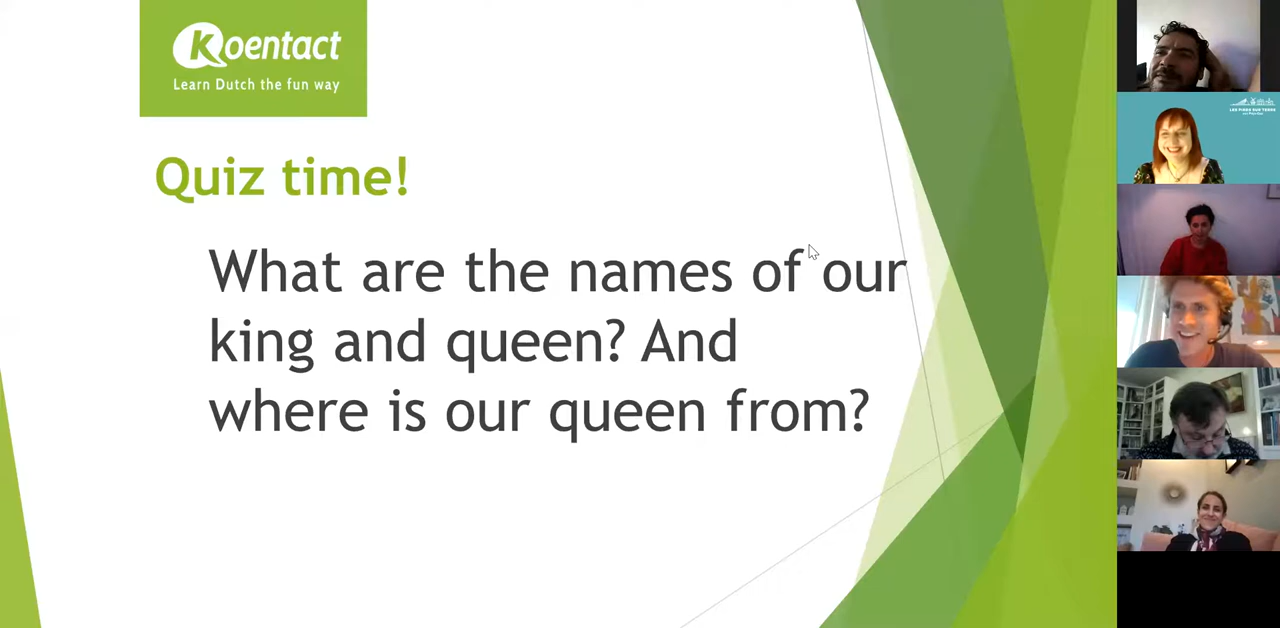 Koentact
Learn Dutch the fun way
Quiz time!
What are the names of our
king and queen? And
where is our queen from?